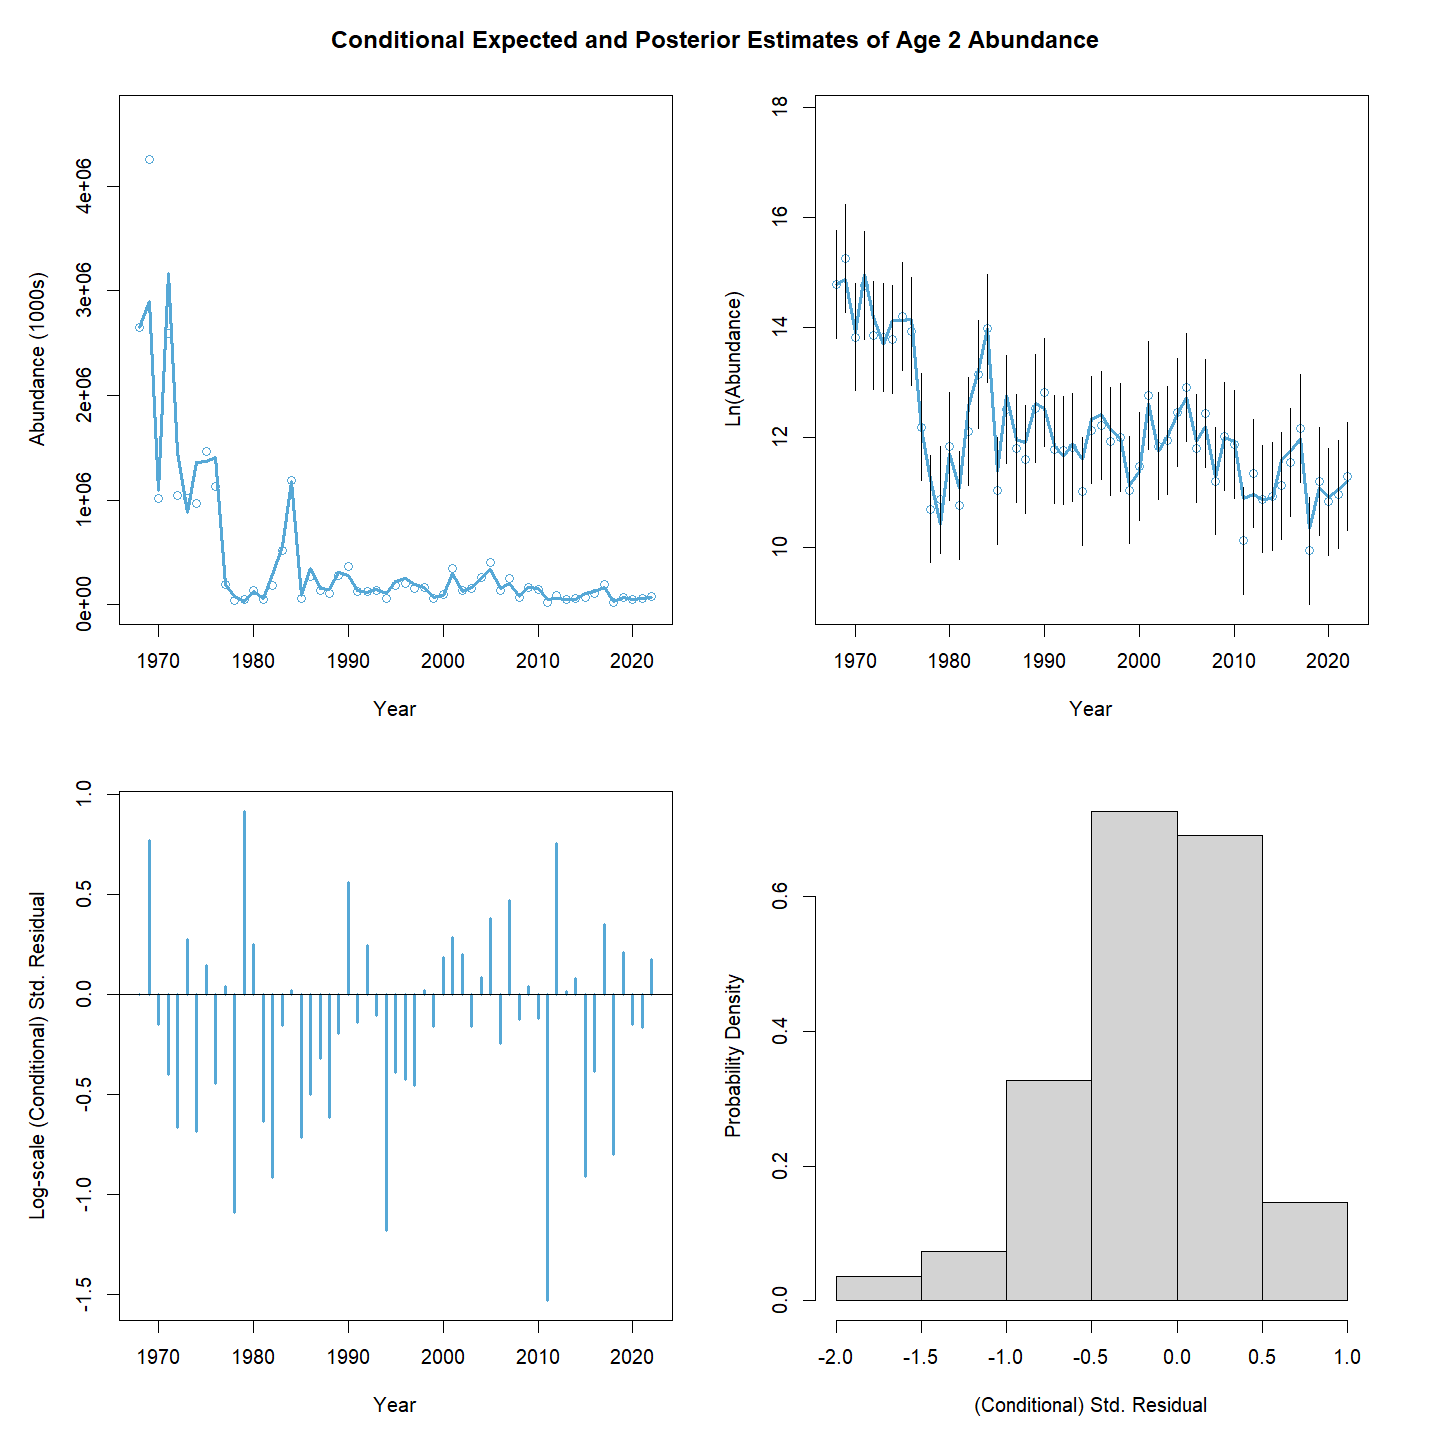 Conditional Expected and Posterior Estimates of Age 2 Abundance
Abundance (1000s)
4e+06
3e+06
2e+06
1e+06
0e+00
1970 1980 1990 2000 2010 2020
Year
Ln(Abundance)
18
16
14
12
10
1970 1980 1990 2000 2010 2020
Year
Log-scale (Conditional) Std. Residual
1.0
0.5
0.0
-0.5
-1.0
-1.5
1970 1980 1990 2000 2010 2020
Year
Probability Density
0.6
0.4
0.2
0.0
-2.0 -1.5 -1.0 -0.5 0.0 0.5 1.0
(Conditional) Std. Residual